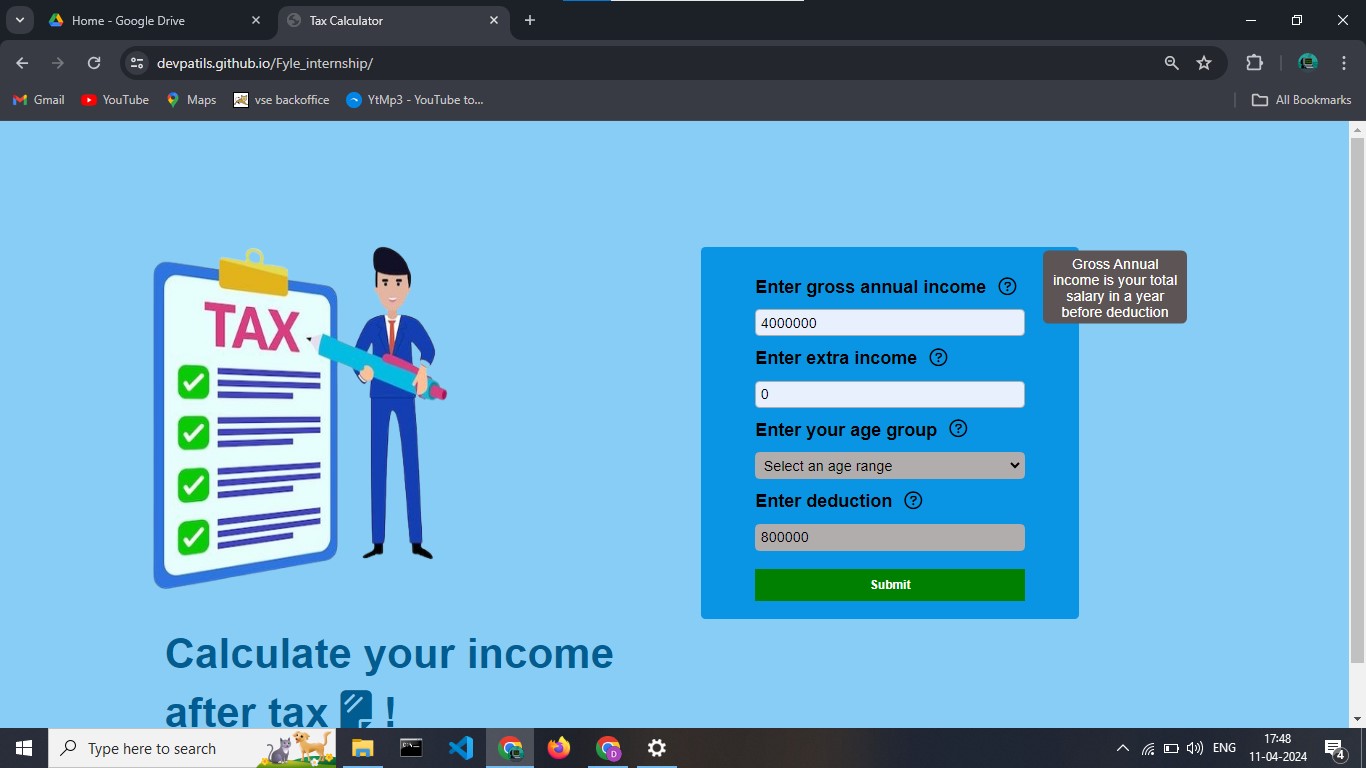 Home - Google Drive
Tax Calculator
devpatils.github.io/Fyle_internship/
Gmail
YouTube
Maps
vse backoffice
YtMp3 - YouTube to...
All Bookmarks
TAX
Enter gross annual income
Gross Annual
income is your total
salary in a year
before deduction
4000000
Enter extra income
0
Enter your age group
Select an age range
Enter deduction
800000
Submit
Calculate your income
after tax !
Type here to search
ENG
17:48
11-04-2024
4